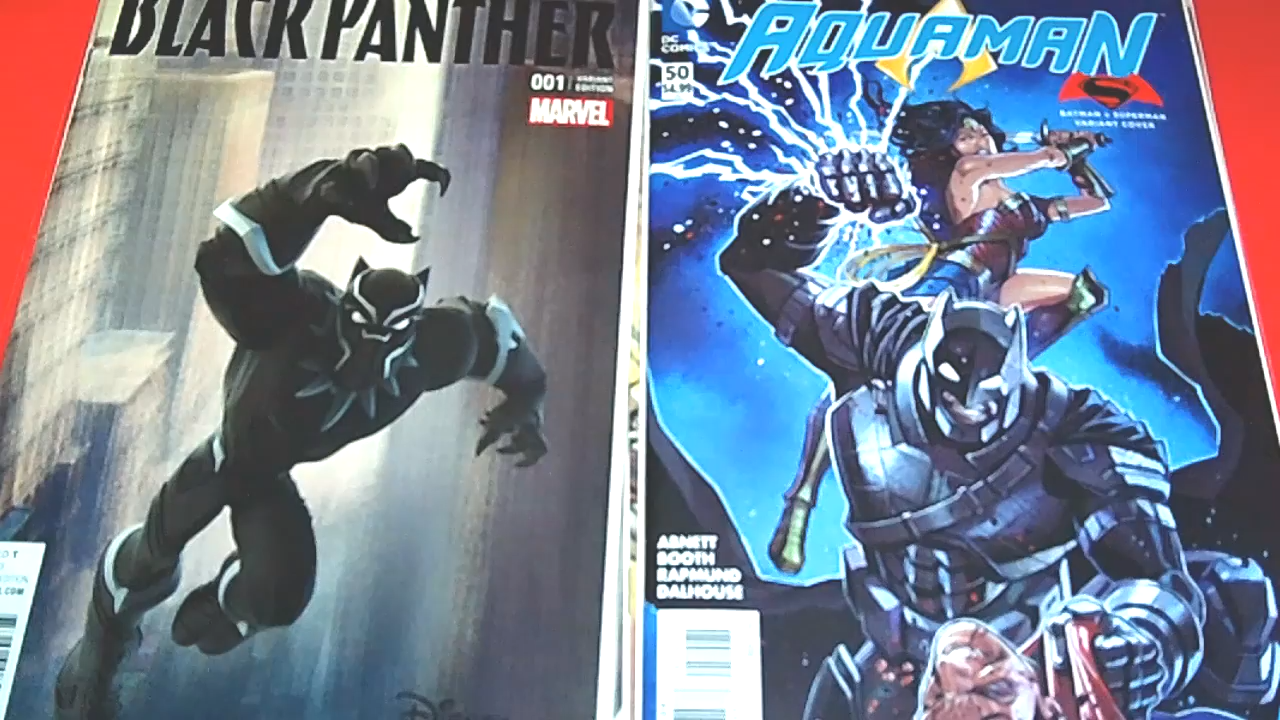 BLACK PANTHER
001 VARIANT
EDITION
MARVEL
DC
COMICS
AQUAMAN
50
$4.99
BATMAN v SUPERMAN
VARIANT COVER
ABNETT
BOOTH
RAPMUND
DALHOUSE